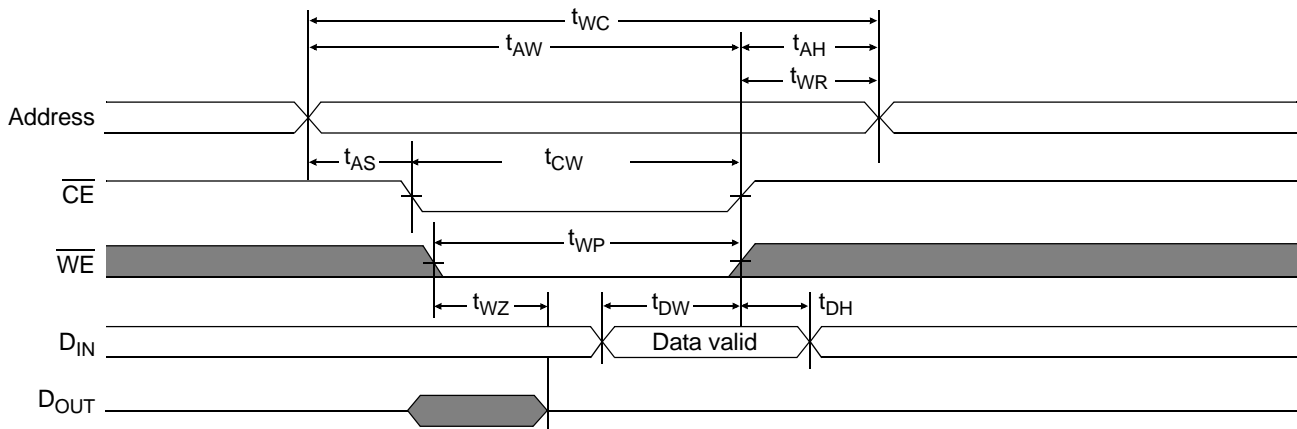 tWC
tAW tAH
tWR
Address
tAS tCW
CE
tWP
WE
tWZ tDW tDH
DIN Data valid
DOUT